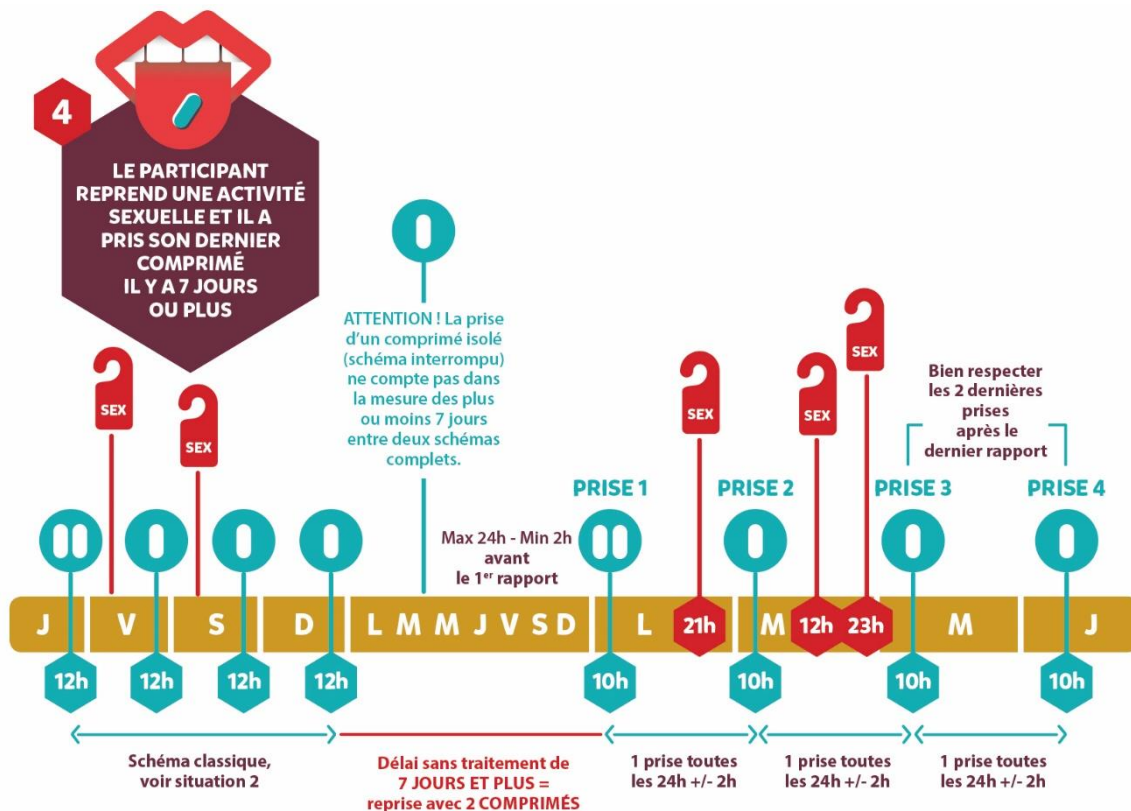 4
LE PARTICIPANT
REPREND UNE ACTIVITÉ
SEXUELLE ET IL A
PRIS SON DERNIER
COMPRIMÉ
IL Y A 7 JOURS
OU PLUS
ATTENTION ! La prise
d’un comprimé isolé
(schéma interrompu)
ne compte pas dans
la mesure des plus
ou moins 7 jours
entre deux schémas
complets.
SEX
SEX
SEX
SEX
SEX
Bien respecter
les 2 dernières
prises
après le
dernier rapport
Max 24h - Min 2h
avant
le 1er rapport
PRISE 1
PRISE 2
PRISE 3
PRISE 4
J V S D L M M J V S D L 21h M 12h 23h M J
12h 12h 12h 12h 10h 10h 10h 10h
Schéma classique,
voir situation 2
Délai sans traitement de
7 JOURS ET PLUS =
reprise avec 2 COMPRIMÉS
1 prise toutes
les 24h +/- 2h
1 prise toutes
les 24h +/- 2h
1 prise toutes
les 24h +/- 2h